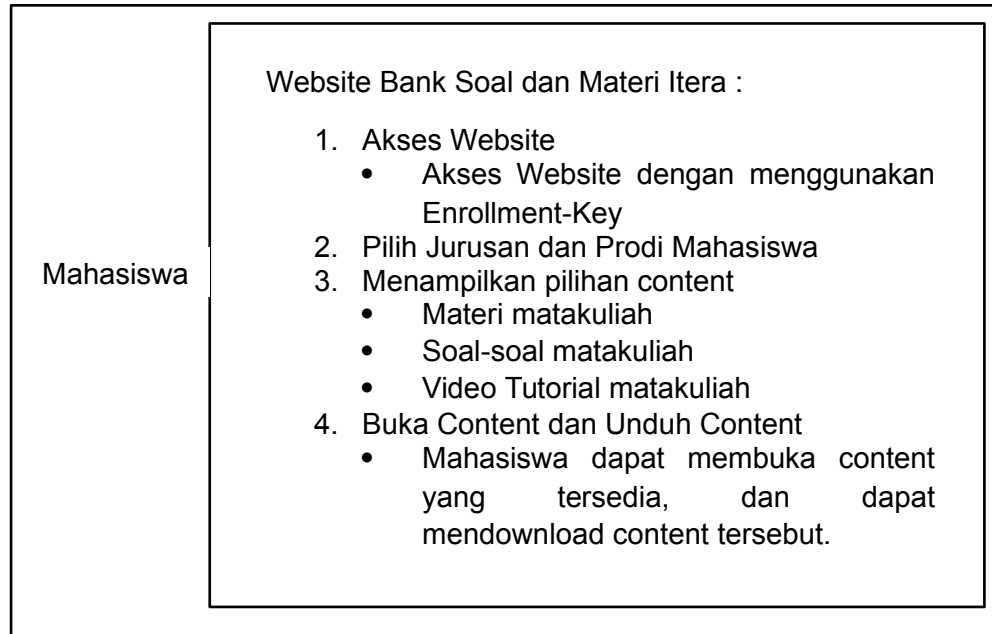 Mahasiswa
Website Bank Soal dan Materi Itera :
1. Akses Website
• Akses Website dengan menggunakan
Enrollment-Key
2. Pilih Jurusan dan Prodi Mahasiswa
3. Menampilkan pilihan content
• Materi matakuliah
• Soal-soal matakuliah
• Video Tutorial matakuliah
4. Buka Content dan Unduh Content
• Mahasiswa dapat membuka content
yang tersedia, dan dapat
mendownload content tersebut.